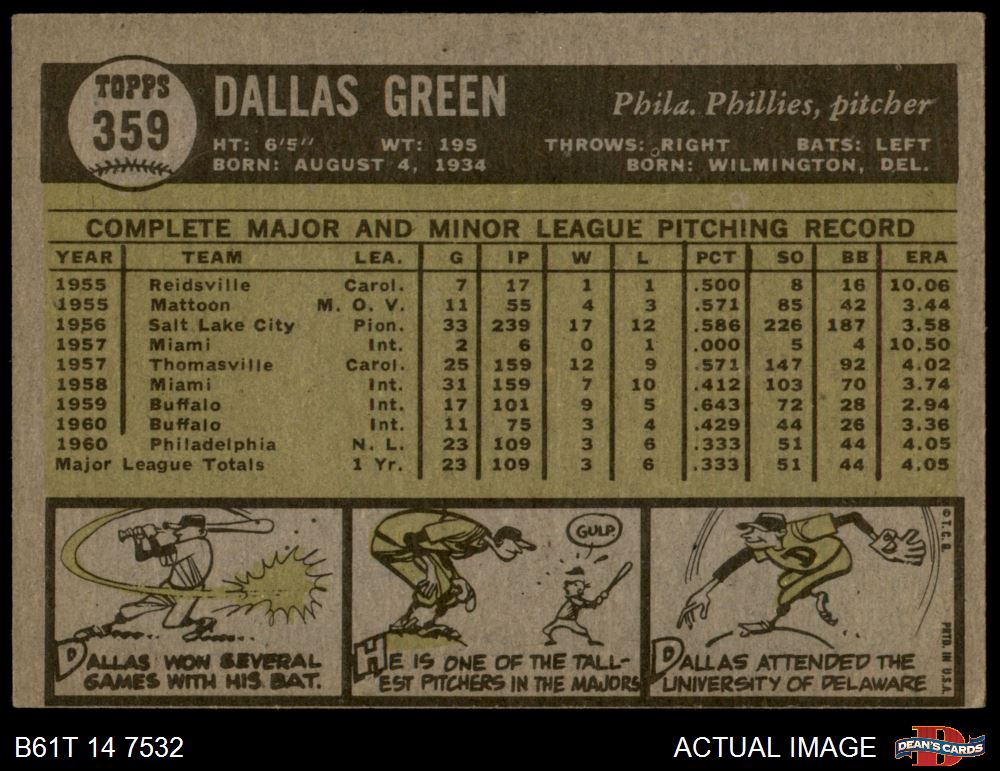 TOPPS
359
DALLAS GREEN
Phila. Phillies, pitcher
HT: 6'5" WT: 195 THROWS: RIGHT BATS: LEFT
BORN: AUGUST 4, 1934 BORN: WILMINGTON, DEL.
COMPLETE MAJOR AND MINOR LEAGUE PITCHING RECORD
YEAR TEAM LEA. G IP W L PCT SO BB ERA
1955 Reidsville Carol. 7 17 1 1 .500 8 16 10.06
1955 Mattoon M. O. V. 11 55 4 3 .571 85 42 3.44
1956 Salt Lake City Pion. 33 239 17 12 .586 226 187 3.58
1957 Miami Int. 2 6 0 1 .000 5 4 10.50
1957 Thomasville Carol. 25 159 12 9 .571 147 92 4.02
1958 Miami Int. 31 159 7 10 .412 103 70 3.74
1959 Buffalo Int. 17 101 9 5 .643 72 28 2.94
1960 Buffalo Int. 11 75 3 4 .429 44 26 3.36
1960 Philadelphia N. L. 23 109 3 6 .333 51 44 4.05
Major League Totals 1 Yr. 23 109 3 6 .333 51 44 4.05
DALLAS WON SEVERAL
GAMES WITH HIS BAT.
GULP.
HE IS ONE OF THE TALL-
EST PITCHERS IN THE MAJORS
D
DALLAS ATTENDED THE
UNIVERSITY OF DELAWARE
© T. C. G. PRTD. IN U.S.A.
B61T 14 7532
ACTUAL IMAGE
D
DEAN'S CARDS